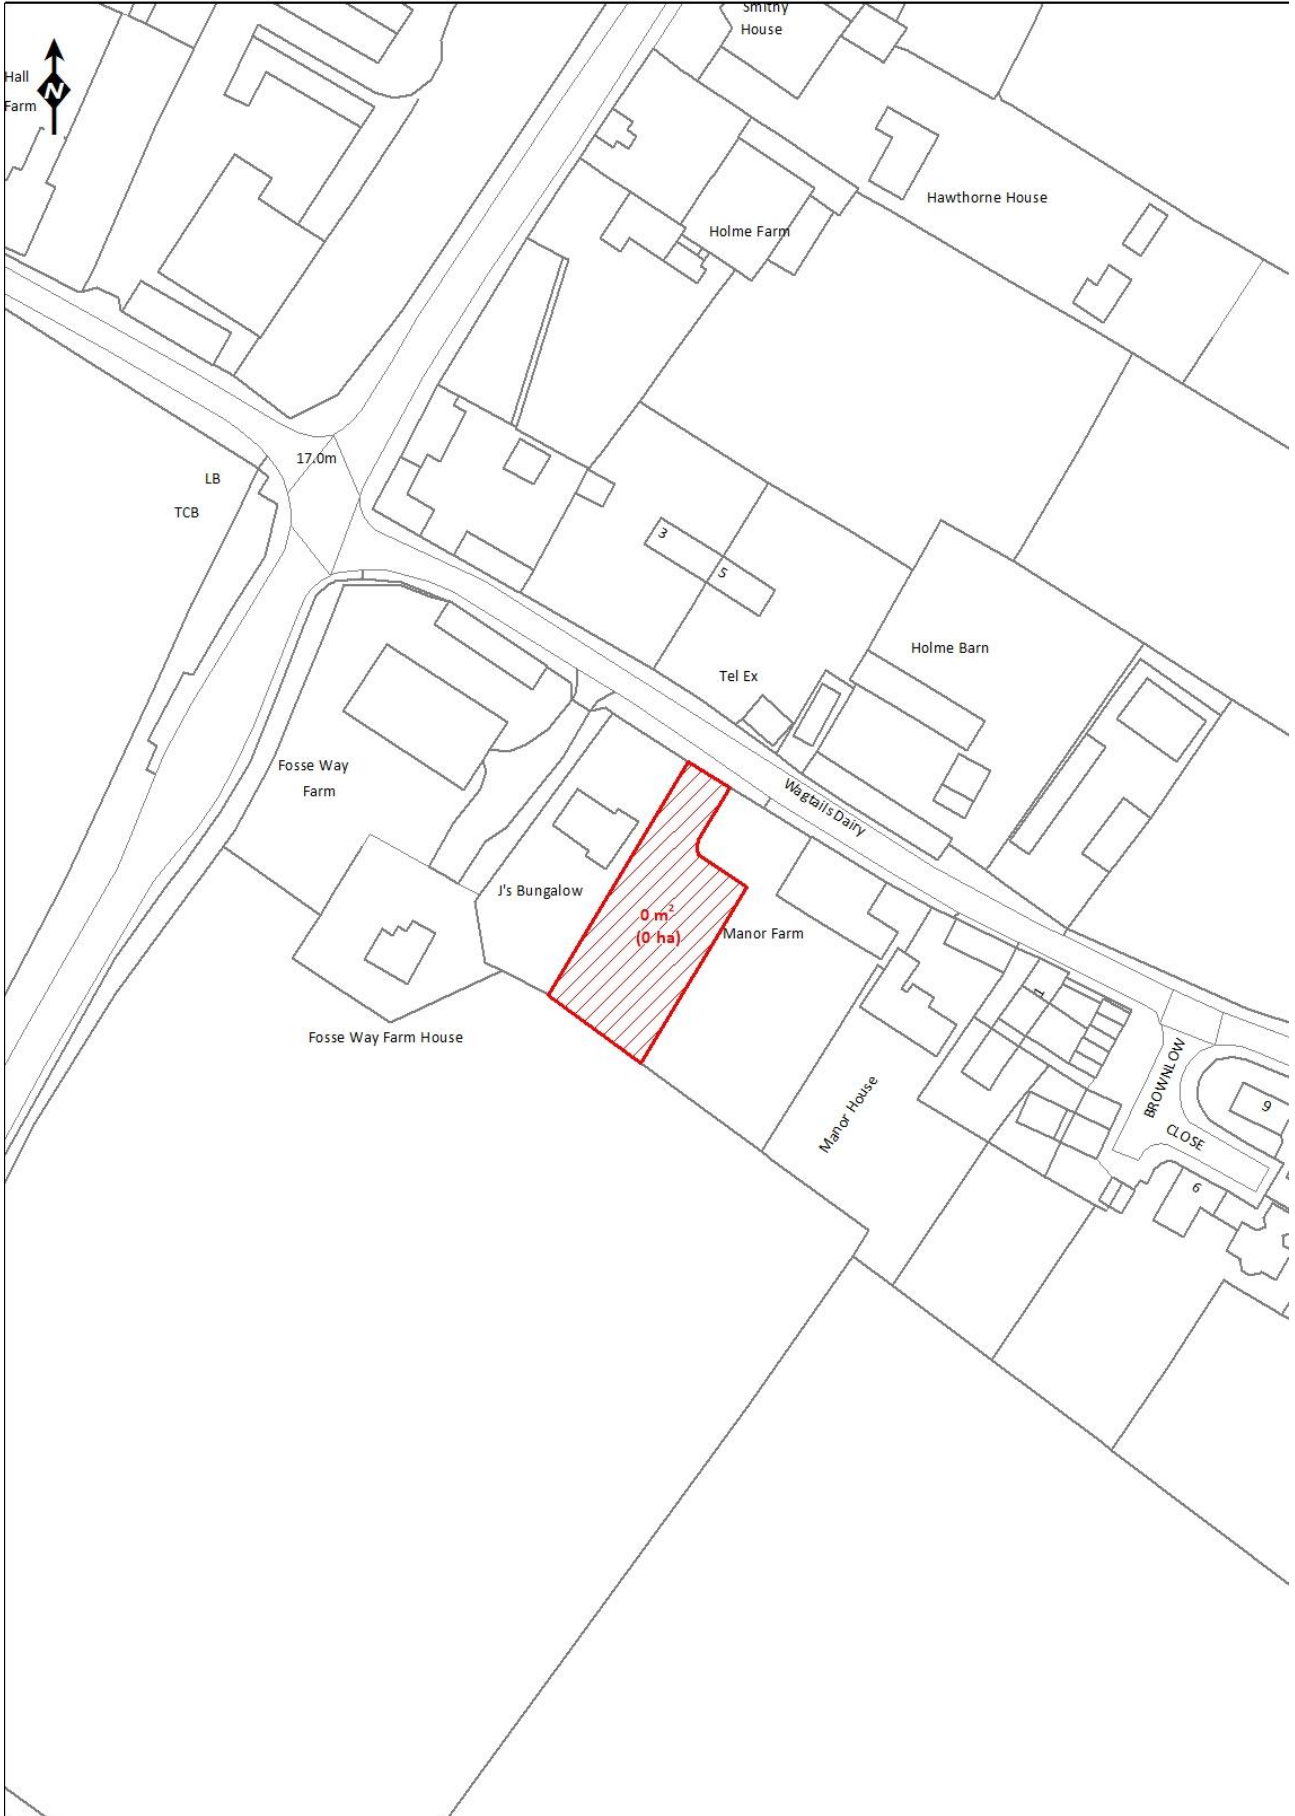 Smithy
House
Hall
Farm
N
Hawthorne House
Holme Farm
17.0m
LB
TCB
3
5
Holme Barn
Tel Ex
Fosse Way
Farm
Wagtails Dairy
J's Bungalow
0 m²
(0 ha)
Manor Farm
Fosse Way Farm House
1
Manor House
BROWNLOW
CLOSE
9
6